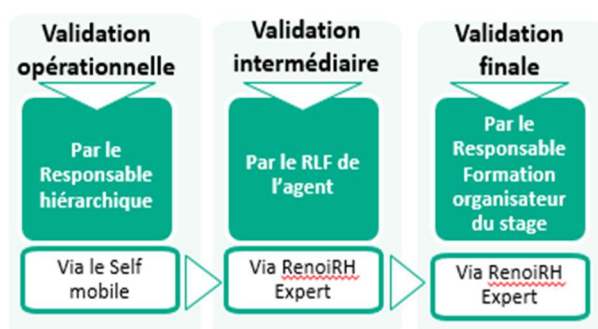 Validation
opérationnelle
Par le
Responsable
hiérarchique
Via le Self
mobile
Validation
intermédiaire
Par le RLF de
l'agent
Via RenoiRH
Expert
Validation
finale
Par le
Responsable
Formation
organisateur
du stage
Via RenoiRH
Expert